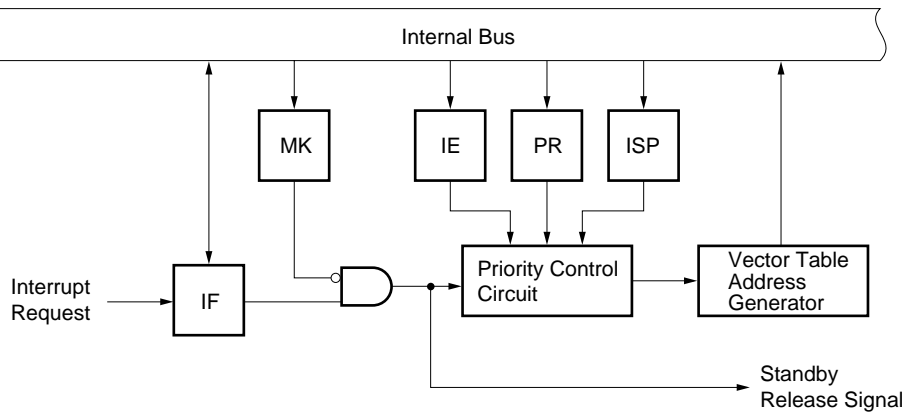 Internal Bus
MK
IE
PR
ISP
Interrupt
Request
IF
Priority Control
Circuit
Vector Table
Address
Generator
Standby
Release Signal